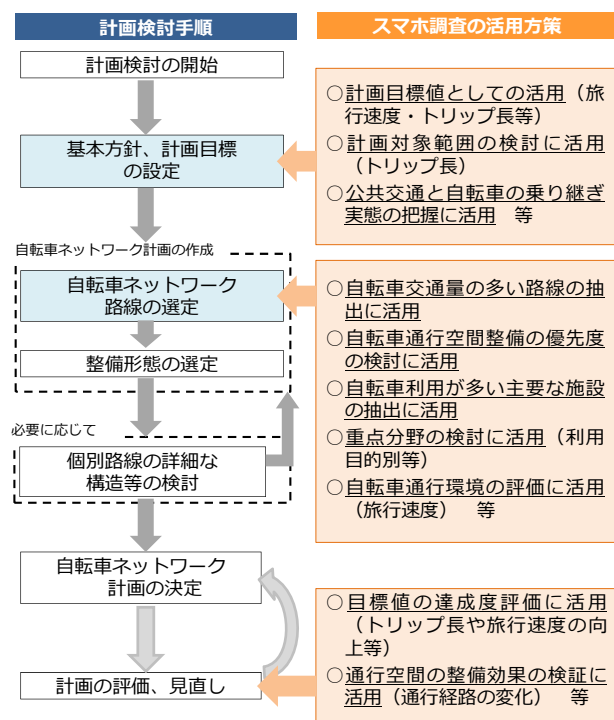 計画検討手順
スマホ調査の活用方策
計画検討の開始
基本方針、計画目標
の設定
自転車ネットワーク計画の作成
自転車ネットワーク
路線の選定
整備形態の選定
必要に応じて
個別路線の詳細な
構造等の検討
自転車ネットワーク
計画の決定
計画の評価、見直し
○計画目標値としての活用（旅
行速度・トリップ長等）
○計画対象範囲の検討に活用
（トリップ長）
○公共交通と自転車の乗り継ぎ
実態の把握に活用　等
○自転車交通量の多い路線の抽
出に活用
○自転車通行空間整備の優先度
の検討に活用
○自転車利用が多い主要な施設
の抽出に活用
○重点分野の検討に活用（利用
目的別等）
○自転車通行環境の評価に活用
（旅行速度）　等
○目標値の達成度評価に活用
（トリップ長や旅行速度の向
上等）
○通行空間の整備効果の検証に
活用（通行経路の変化）　等